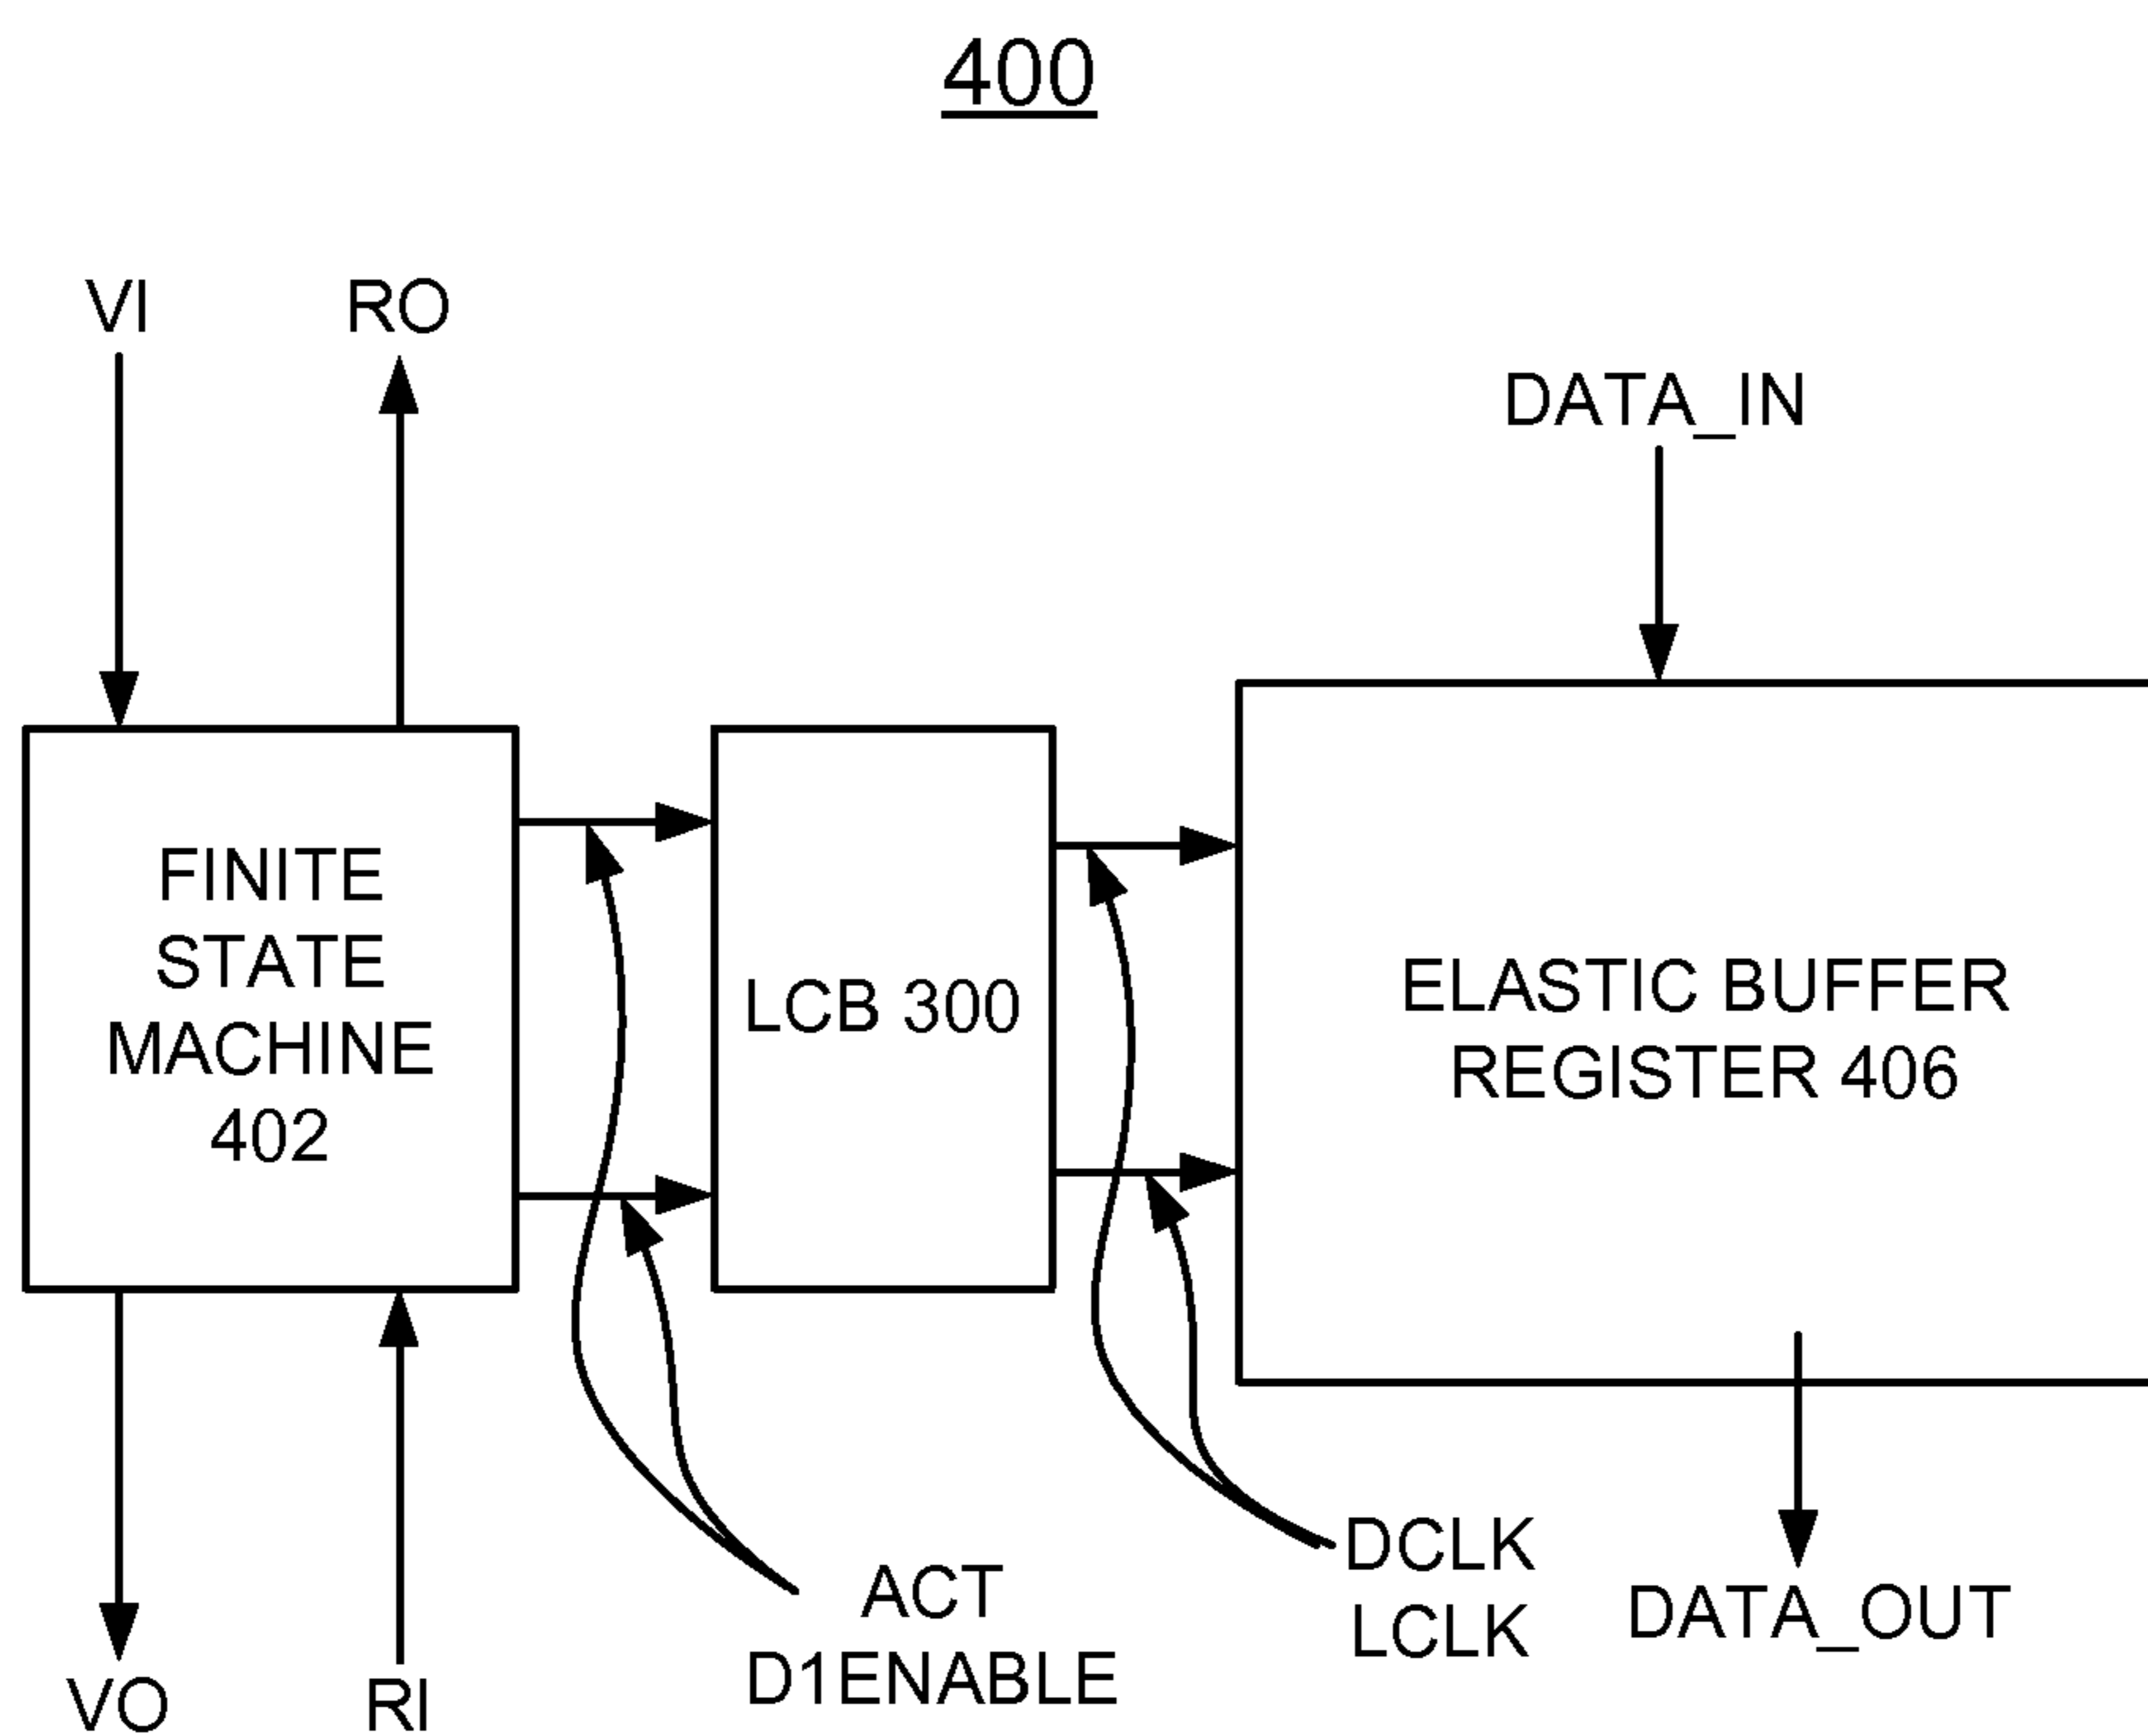 400
VI
RO
DATA_IN
FINITE
STATE
MACHINE
402
LCB 300
ELASTIC BUFFER
REGISTER 406
ACT
D1ENABLE
DCLK
LCLK
DATA_OUT
VO
RI